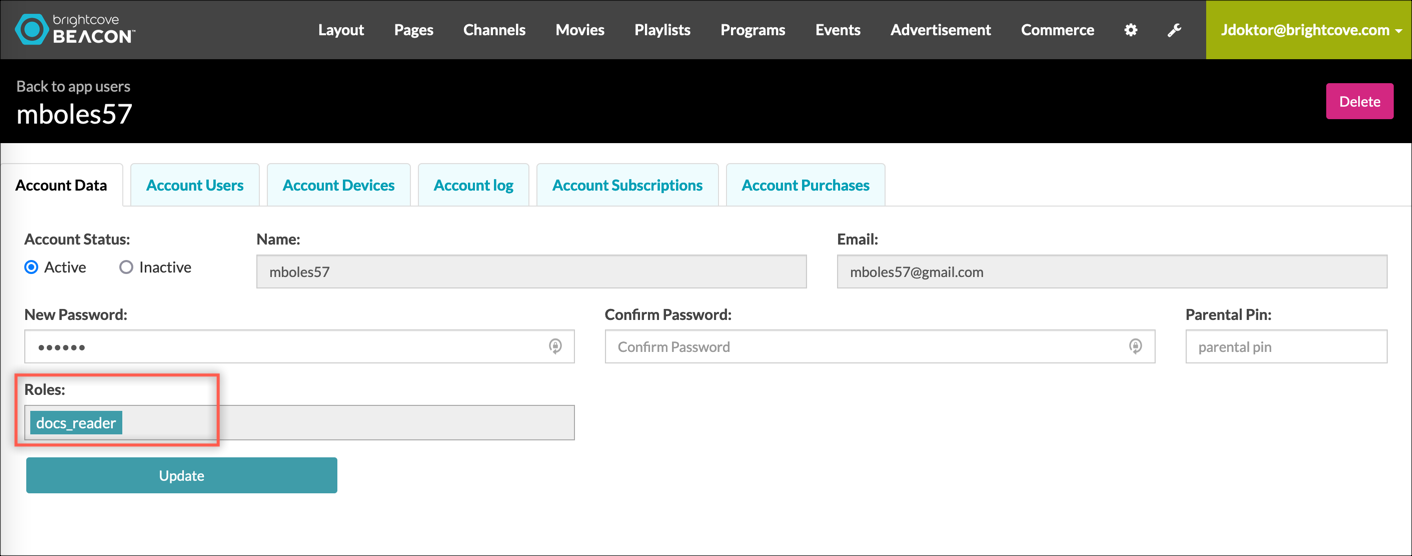 brightcove
BEACON™
Layout Pages Channels Movies Playlists Programs Events Advertisement Commerce Jdoktor@brightcove.com
Back to app users
mboles57
Delete
Account Data Account Users Account Devices Account log Account Subscriptions Account Purchases
Account Status: Name: Email:
Active Inactive mboles57 mboles57@gmail.com
New Password: Confirm Password: Parental Pin:
•••••• Confirm Password parental pin
Roles:
docs_reader
Update